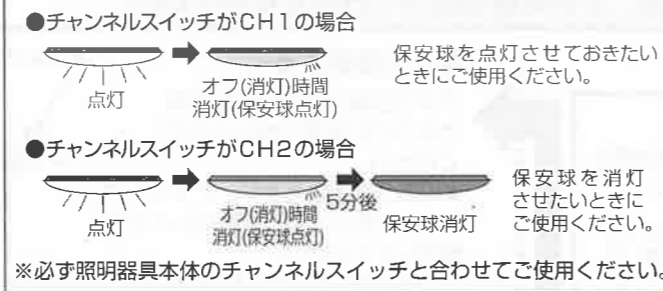 ●チャンネルスイッチがCH1の場合
点灯
オフ(消灯)時間
消灯(保安球点灯)
保安球を点灯させておきたい
ときにご使用ください。
●チャンネルスイッチがCH2の場合
点灯
オフ(消灯)時間
消灯(保安球点灯)
5分後
保安球消灯
保安球を消灯
させたいときに
ご使用ください。
※必ず照明器具本体のチャンネルスイッチと合わせてご使用ください。